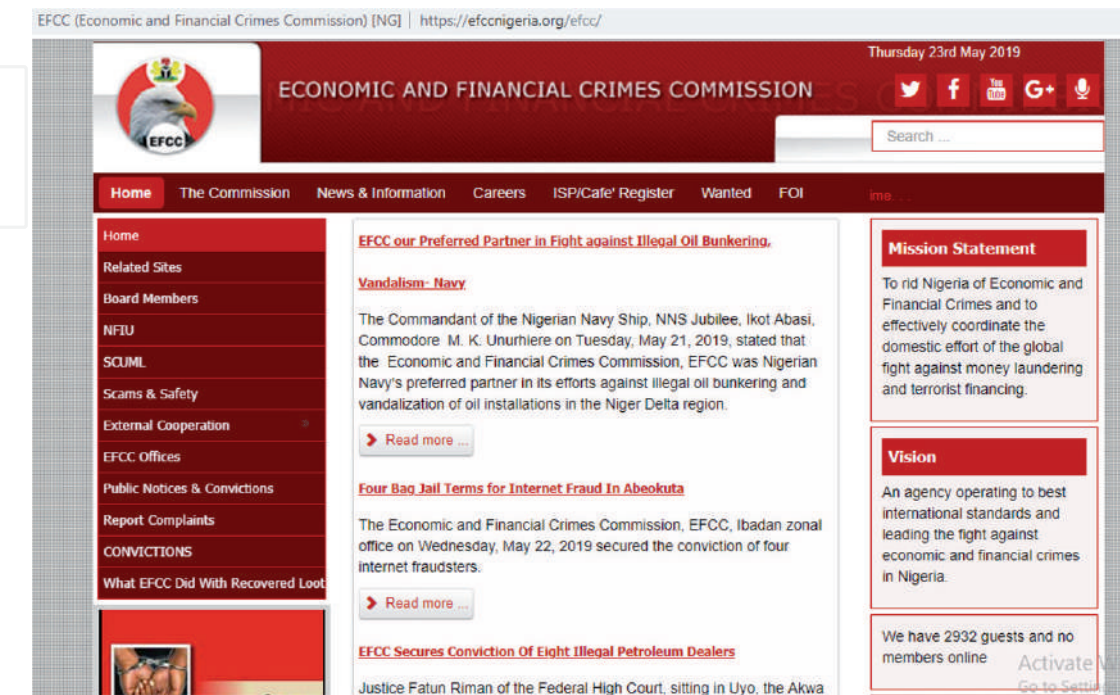 EFCC (Economic and Financial Crimes Commission) [NG] | https://efccnigeria.org/efcc/
Thursday 23rd May 2019
EFCC
ECONOMIC AND FINANCIAL CRIMES COMMISSION
You
Tube
G+
Search ...
Home The Commission News & Information Careers ISP/Cafe' Register Wanted FOI
ime. . .
Home
Related Sites
Board Members
NFIU
SCUML
Scams & Safety
External Cooperation
EFCC Offices
Public Notices & Convictions
Report Complaints
CONVICTIONS
What EFCC Did With Recovered Loot
EFCC our Preferred Partner in Fight against Illegal Oil Bunkering,
Vandalism- Navy
The Commandant of the Nigerian Navy Ship, NNS Jubilee, Ikot Abasi,
Commodore M. K. Unurhiere on Tuesday, May 21, 2019, stated that
the Economic and Financial Crimes Commission, EFCC was Nigerian
Navy's preferred partner in its efforts against illegal oil bunkering and
vandalization of oil installations in the Niger Delta region.
Read more ...
Four Bag Jail Terms for Internet Fraud In Abeokuta
The Economic and Financial Crimes Commission, EFCC, Ibadan zonal
office on Wednesday, May 22, 2019 secured the conviction of four
internet fraudsters.
Read more ...
EFCC Secures Conviction Of Eight Illegal Petroleum Dealers
Justice Fatun Riman of the Federal High Court, sitting in Uyo, the Akwa
Mission Statement
To rid Nigeria of Economic and
Financial Crimes and to
effectively coordinate the
domestic effort of the global
fight against money laundering
and terrorist financing.
Vision
An agency operating to best
international standards and
leading the fight against
economic and financial crimes
in Nigeria.
We have 2932 guests and no
members online
Activate
Go to